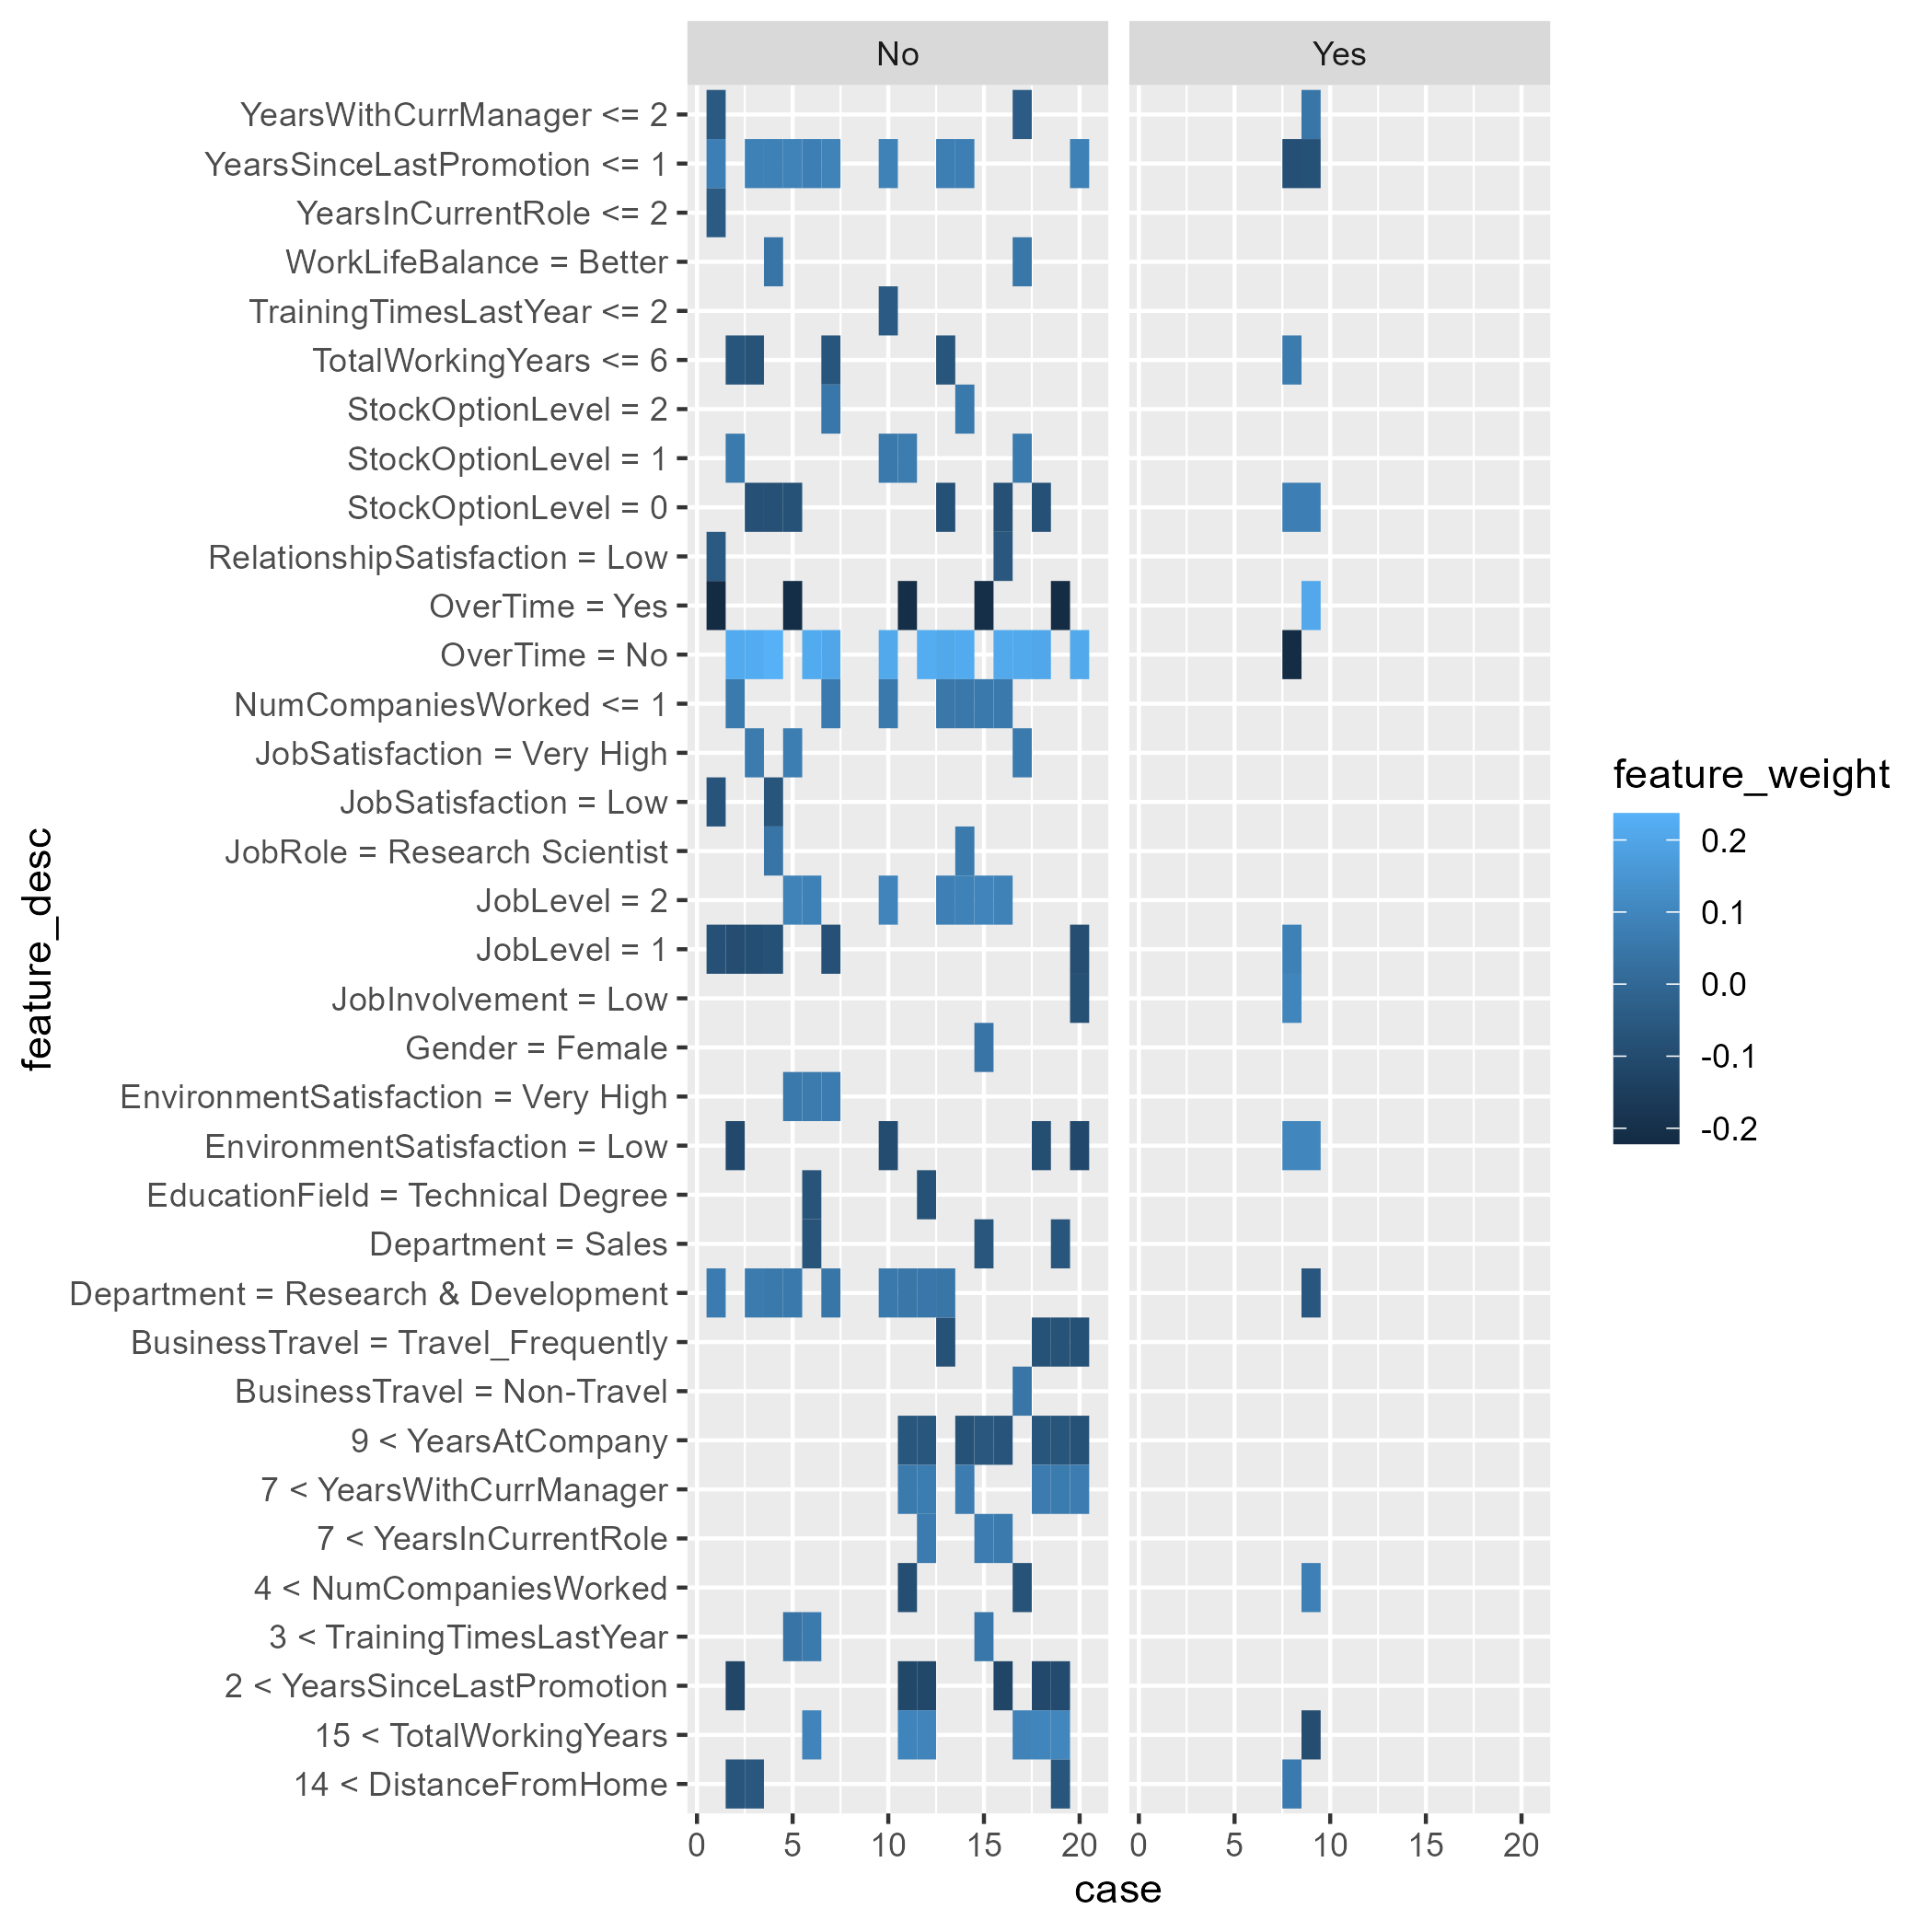 No
Yes
YearsWithCurrManager <= 2
YearsSinceLastPromotion <= 1
YearsInCurrentRole <= 2
WorkLifeBalance = Better
TrainingTimesLastYear <= 2
TotalWorkingYears <= 6
StockOptionLevel = 2
StockOptionLevel = 1
StockOptionLevel = 0
RelationshipSatisfaction = Low
OverTime = Yes
OverTime = No
NumCompaniesWorked <= 1
JobSatisfaction = Very High
JobSatisfaction = Low
JobRole = Research Scientist
JobLevel = 2
JobLevel = 1
JobInvolvement = Low
Gender = Female
EnvironmentSatisfaction = Very High
EnvironmentSatisfaction = Low
EducationField = Technical Degree
Department = Sales
Department = Research & Development
BusinessTravel = Travel_Frequently
BusinessTravel = Non-Travel
9 < YearsAtCompany
7 < YearsWithCurrManager
7 < YearsInCurrentRole
4 < NumCompaniesWorked
3 < TrainingTimesLastYear
2 < YearsSinceLastPromotion
15 < TotalWorkingYears
14 < DistanceFromHome
feature_desc
0 5 10 15 20
0 5 10 15 20
case
feature_weight
0.2
0.1
0.0
-0.1
-0.2